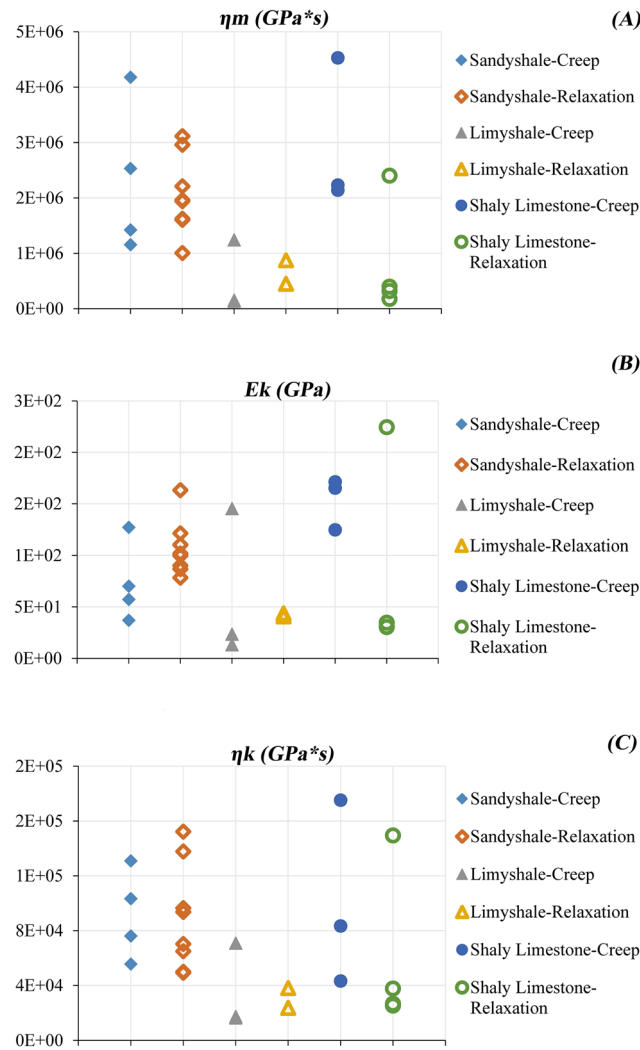 ηm (GPa*s)
(A)
5E+06
4E+06
3E+06
2E+06
1E+06
0E+00
Sandyshale-Creep
Sandyshale-Relaxation
Limyshale-Creep
Limyshale-Relaxation
Shaly Limestone-Creep
Shaly Limestone-
Relaxation
(B)
Ek (GPa)
3E+02
2E+02
2E+02
1E+02
5E+01
0E+00
Sandyshale-Creep
Sandyshale-Relaxation
Limyshale-Creep
Limyshale-Relaxation
Shaly Limestone-Creep
Shaly Limestone-
Relaxation
(C)
ηk (GPa*s)
2E+05
2E+05
1E+05
8E+04
4E+04
0E+00
Sandyshale-Creep
Sandyshale-Relaxation
Limyshale-Creep
Limyshale-Relaxation
Shaly Limestone-Creep
Shaly Limestone-
Relaxation